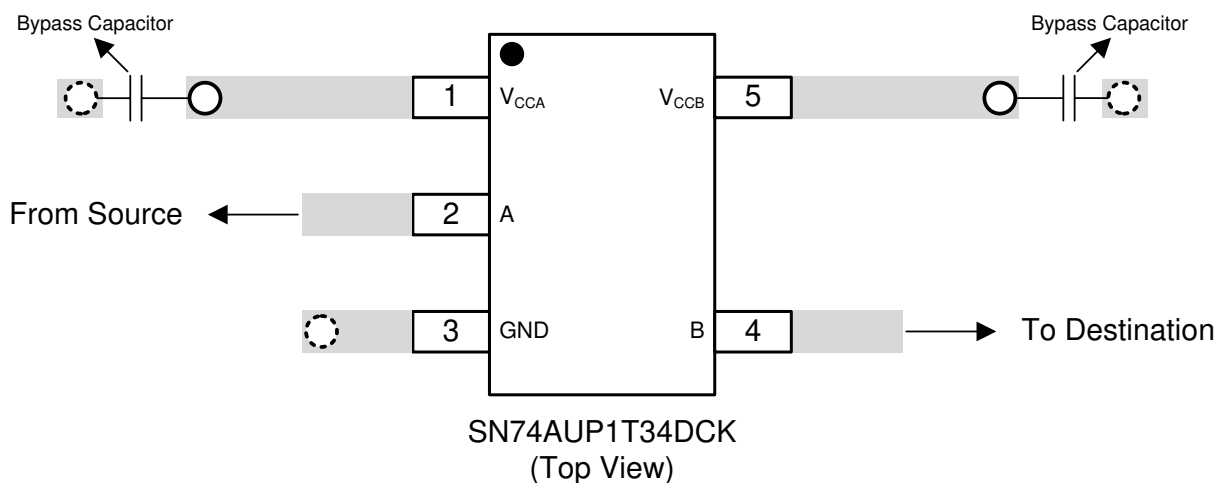 Bypass Capacitor
Bypass Capacitor
1
V_CCA
V_CCB
5
From Source
2
A
3
GND
B
4
To Destination
SN74AUP1T34DCK
(Top View)